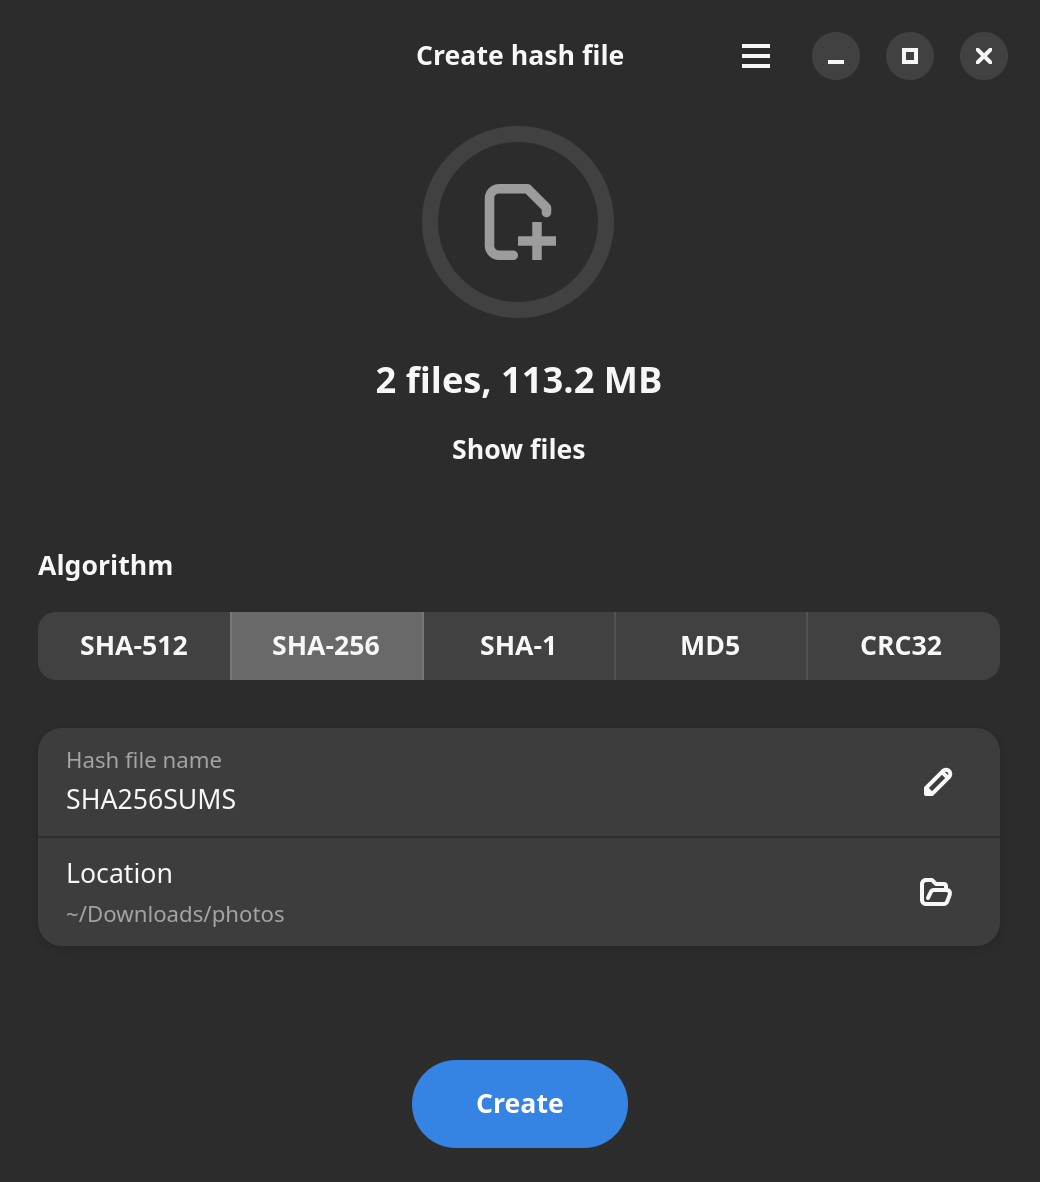 Create hash file
2 files, 113.2 MB
Show files
Algorithm
SHA-512 SHA-256 SHA-1 MD5 CRC32
Hash file name
SHA256SUMS
Location
~/Downloads/photos
Create